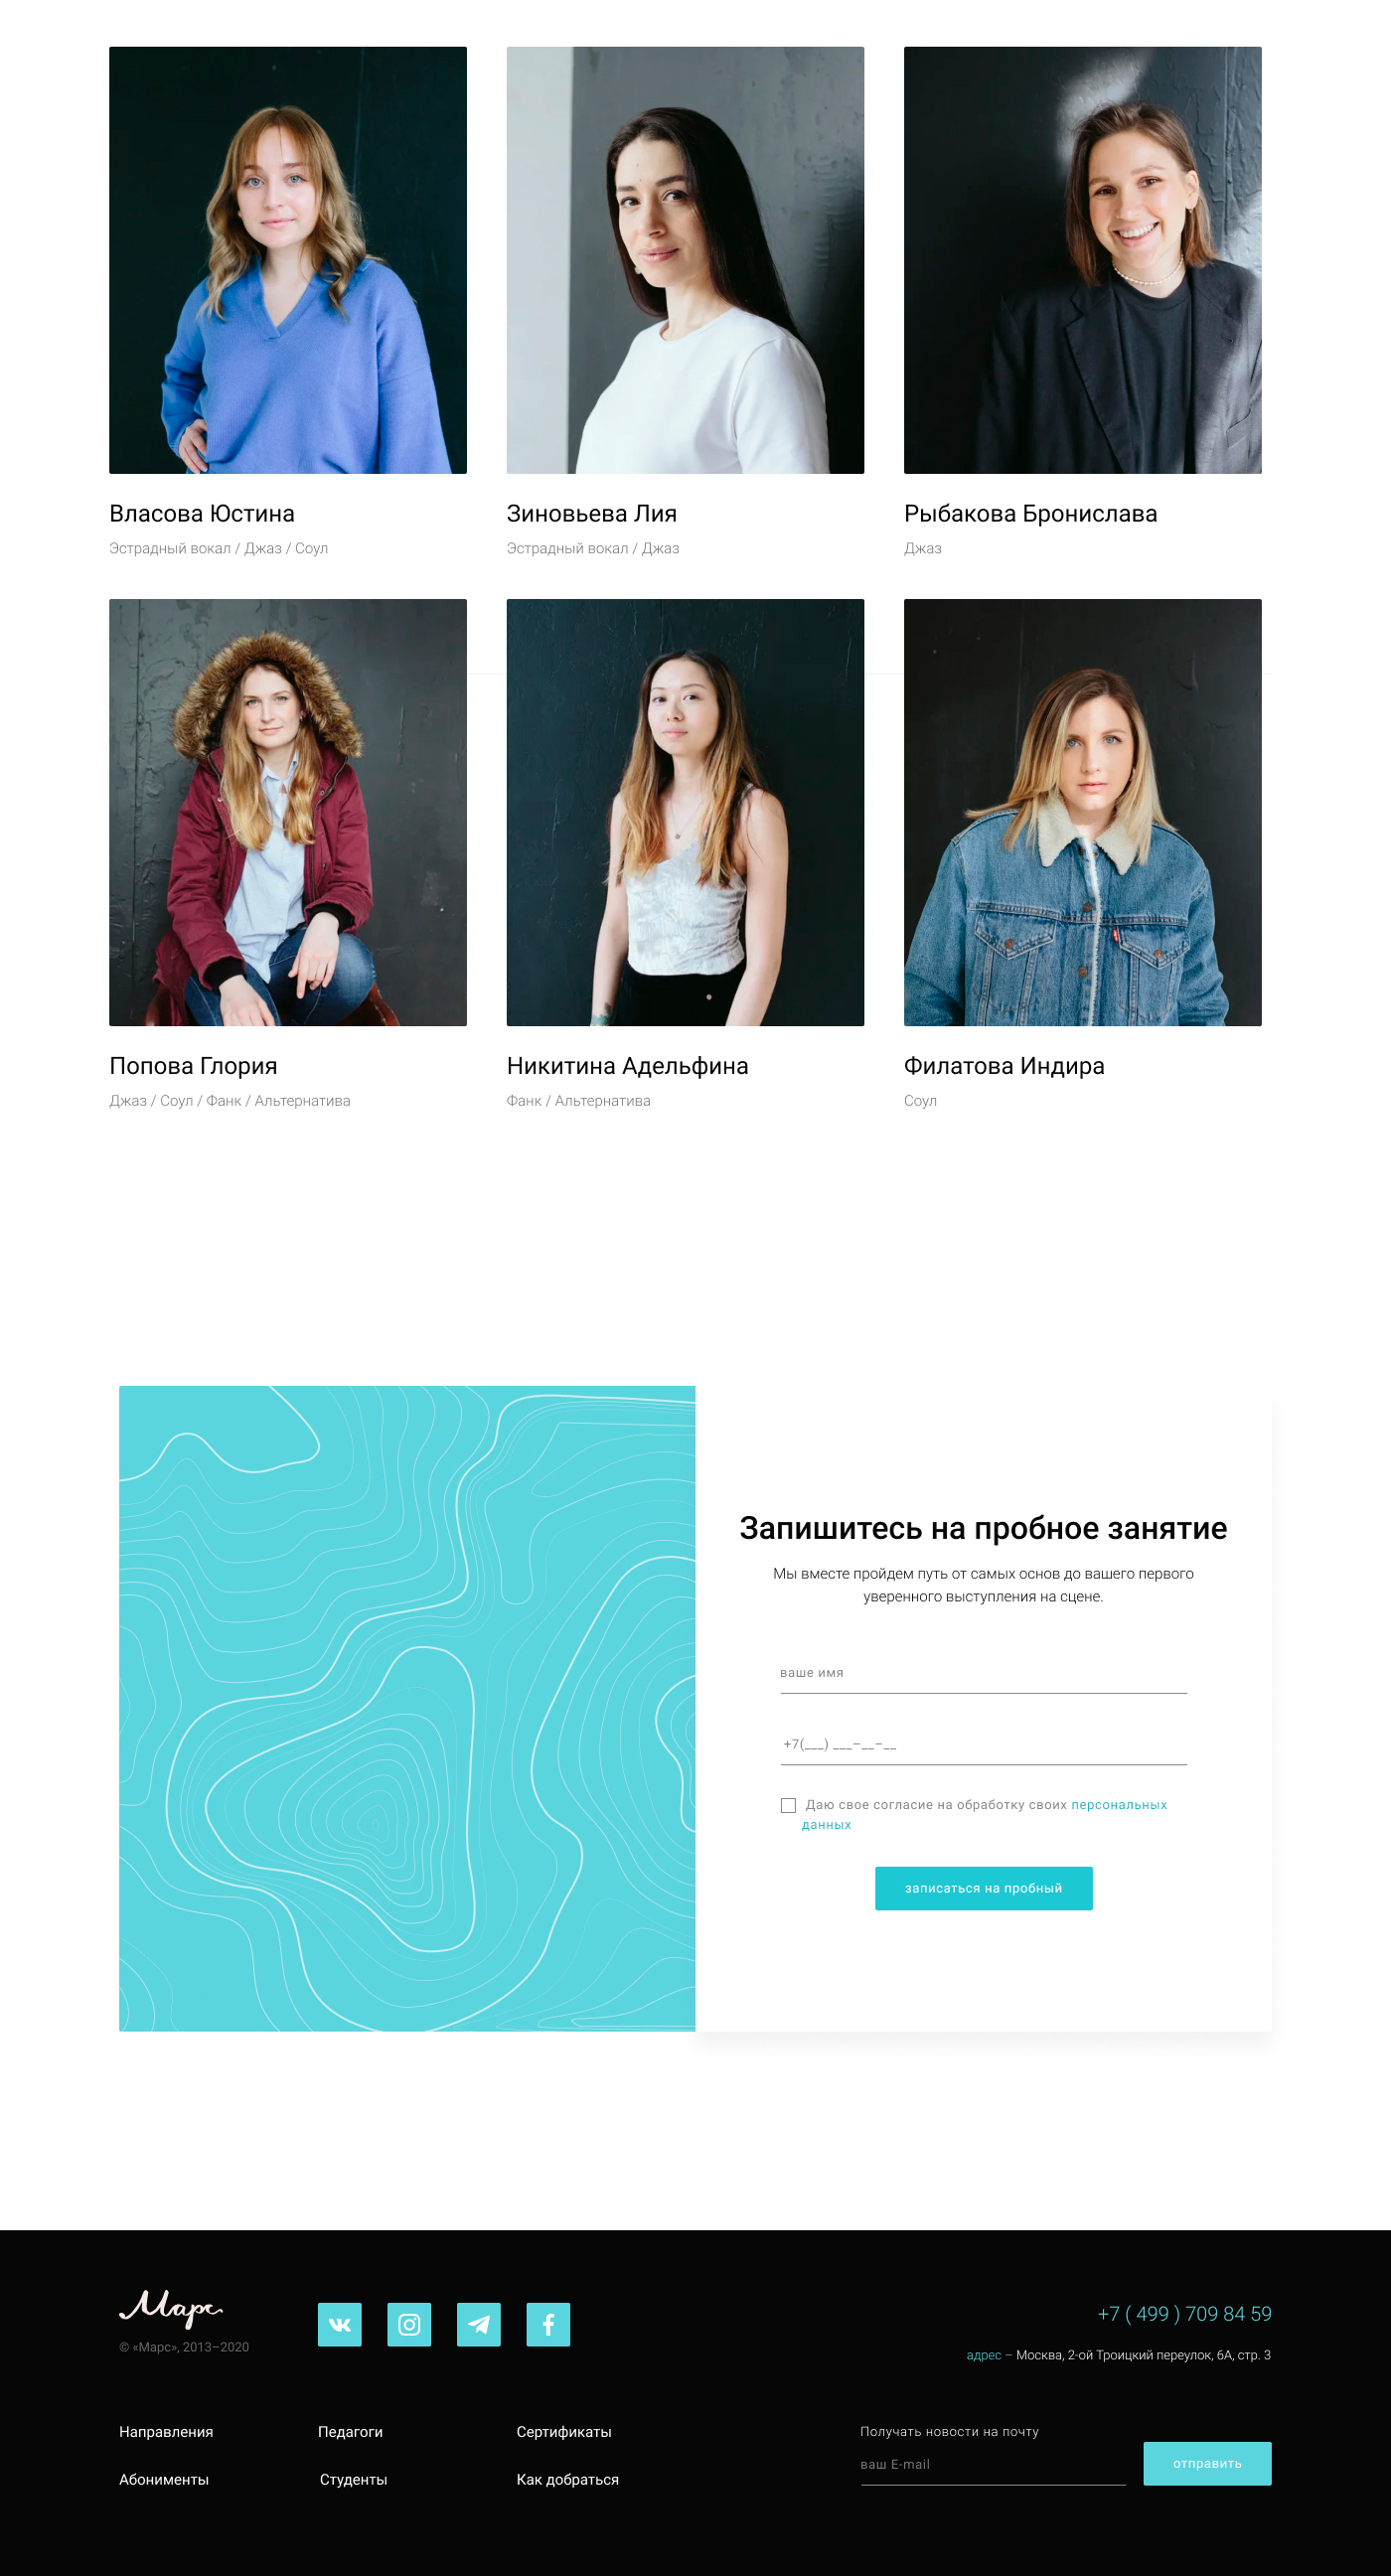 Власова Юстина
Эстрадный вокал / Джаз / Соул
Зиновьева Лия
Эстрадный вокал / Джаз
Рыбакова Бронислава
Джаз
Попова Глория
Джаз / Соул / Фанк / Альтернатива
Никитина Адельфина
Фанк / Альтернатива
Филатова Индира
Соул
Запишитесь на пробное занятие
Мы вместе пройдем путь от самых основ до вашего первого
уверенного выступления на сцене.
ваше имя
+7(___) ___–__–__
Даю свое согласие на обработку своих персональных
данных
записаться на пробный
Марс
© «Марс», 2013–2020
+7 ( 499 ) 709 84 59
адрес – Москва, 2-ой Троицкий переулок, 6А, стр. 3
Направления
Педагоги
Сертификаты
Абонименты
Студенты
Как добраться
Получать новости на почту
ваш E-mail
отправить